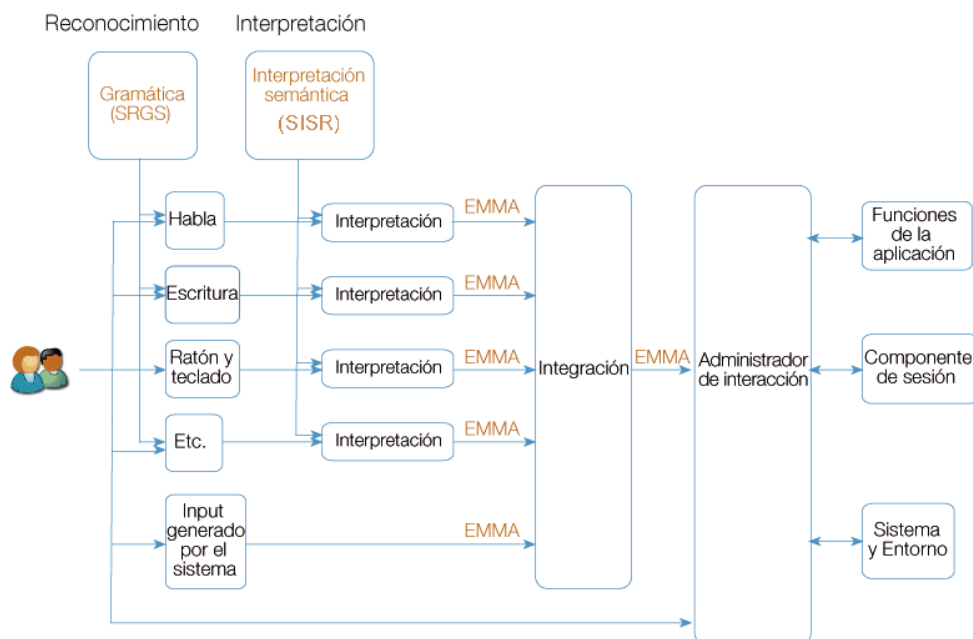 Reconocimiento
Interpretación
Gramática
(SRGS)
Interpretación
semántica
(SISR)
Habla
Interpretación
EMMA
Escritura
Interpretación
EMMA
Ratón y
teclado
Interpretación
EMMA
Etc.
Interpretación
EMMA
Input
generado
por el
sistema
EMMA
Integración
EMMA
Administrador
de interacción
Funciones
de la
aplicación
Componente
de sesión
Sistema
y Entorno